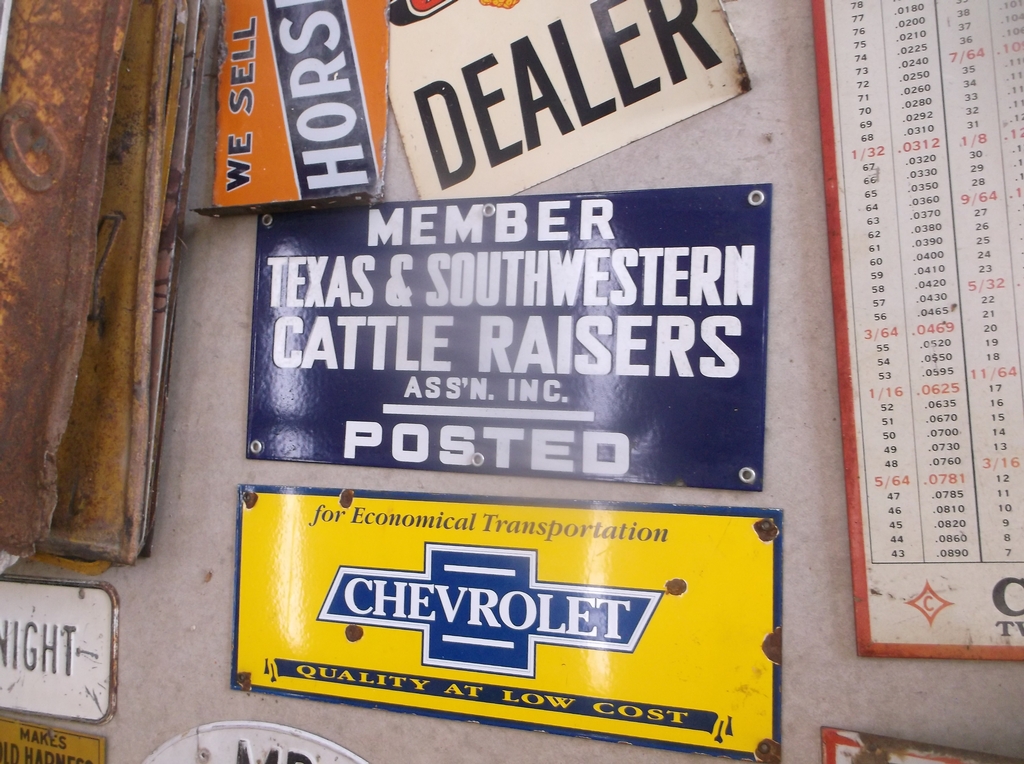 WE SELL
DEALER
MEMBER
TEXAS & SOUTHWESTERN
CATTLE RAISERS
ASS'N. INC.
POSTED
for Economical Transportation
CHEVROLET
QUALITY AT LOW COST
MAKES
78 .0180 38
77 .0200 37
76 .0210 36
75 .0225 7/64
74 .0240 35
73 .0250 34
72 .0260 33
71 .0280 32
70 .0292 31
69 .0310 1/8
68 .0312 30
1/32 .0320 29
67 .0330 28
66 .0350 9/64
65 .0360 27
64 .0370 26
63 .0380 25
62 .0390 24
61 .0400 23
60 .0410 5/32
59 .0420 22
58 .0430 21
57 .0465 20
56 .0469 19
3/64 .0520 18
55 .0550 11/64
54 .0595 17
53 .0625 16
1/16 .0635 15
52 .0670 14
51 .0700 13
50 .0730 3/16
49 .0760 12
48 .0781 11
5/64 .0785 10
47 .0810 9
46 .0820 8
45 .0860 7
44 .0890
43
C